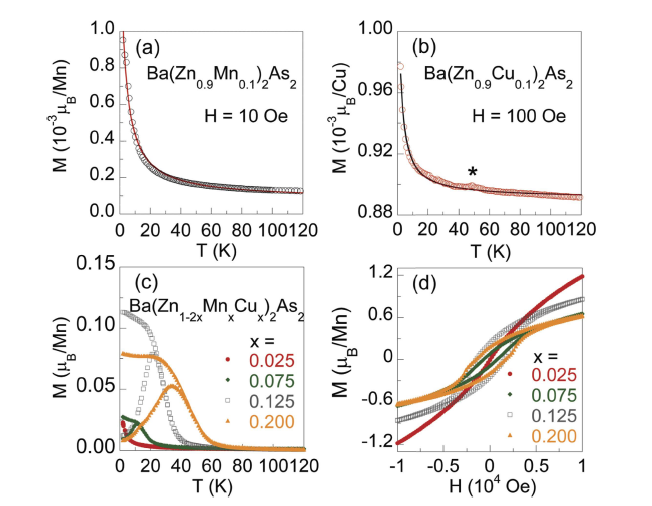 (a)
Ba(Zn0.9Mn0.1)2As2
H = 10 Oe
M (10-3μB/Mn)
1.0
0.8
0.6
0.4
0.2
0.0
0 20 40 60 80 100 120
T (K)
(b)
Ba(Zn0.9Cu0.1)2As2
H = 100 Oe
*
M (10-3μB/Cu)
1.00
0.96
0.92
0.88
0 20 40 60 80 100 120
T (K)
(c)
Ba(Zn1-2xMnxCux)2As2
x =
0.025
0.075
0.125
0.200
M (μB/Mn)
0.15
0.10
0.05
0.00
0 20 40 60 80 100 120
T (K)
(d)
x =
0.025
0.075
0.125
0.200
M (μB/Mn)
1.2
0.6
0
-0.6
-1.2
-1 -0.5 0 0.5 1
H (104 Oe)